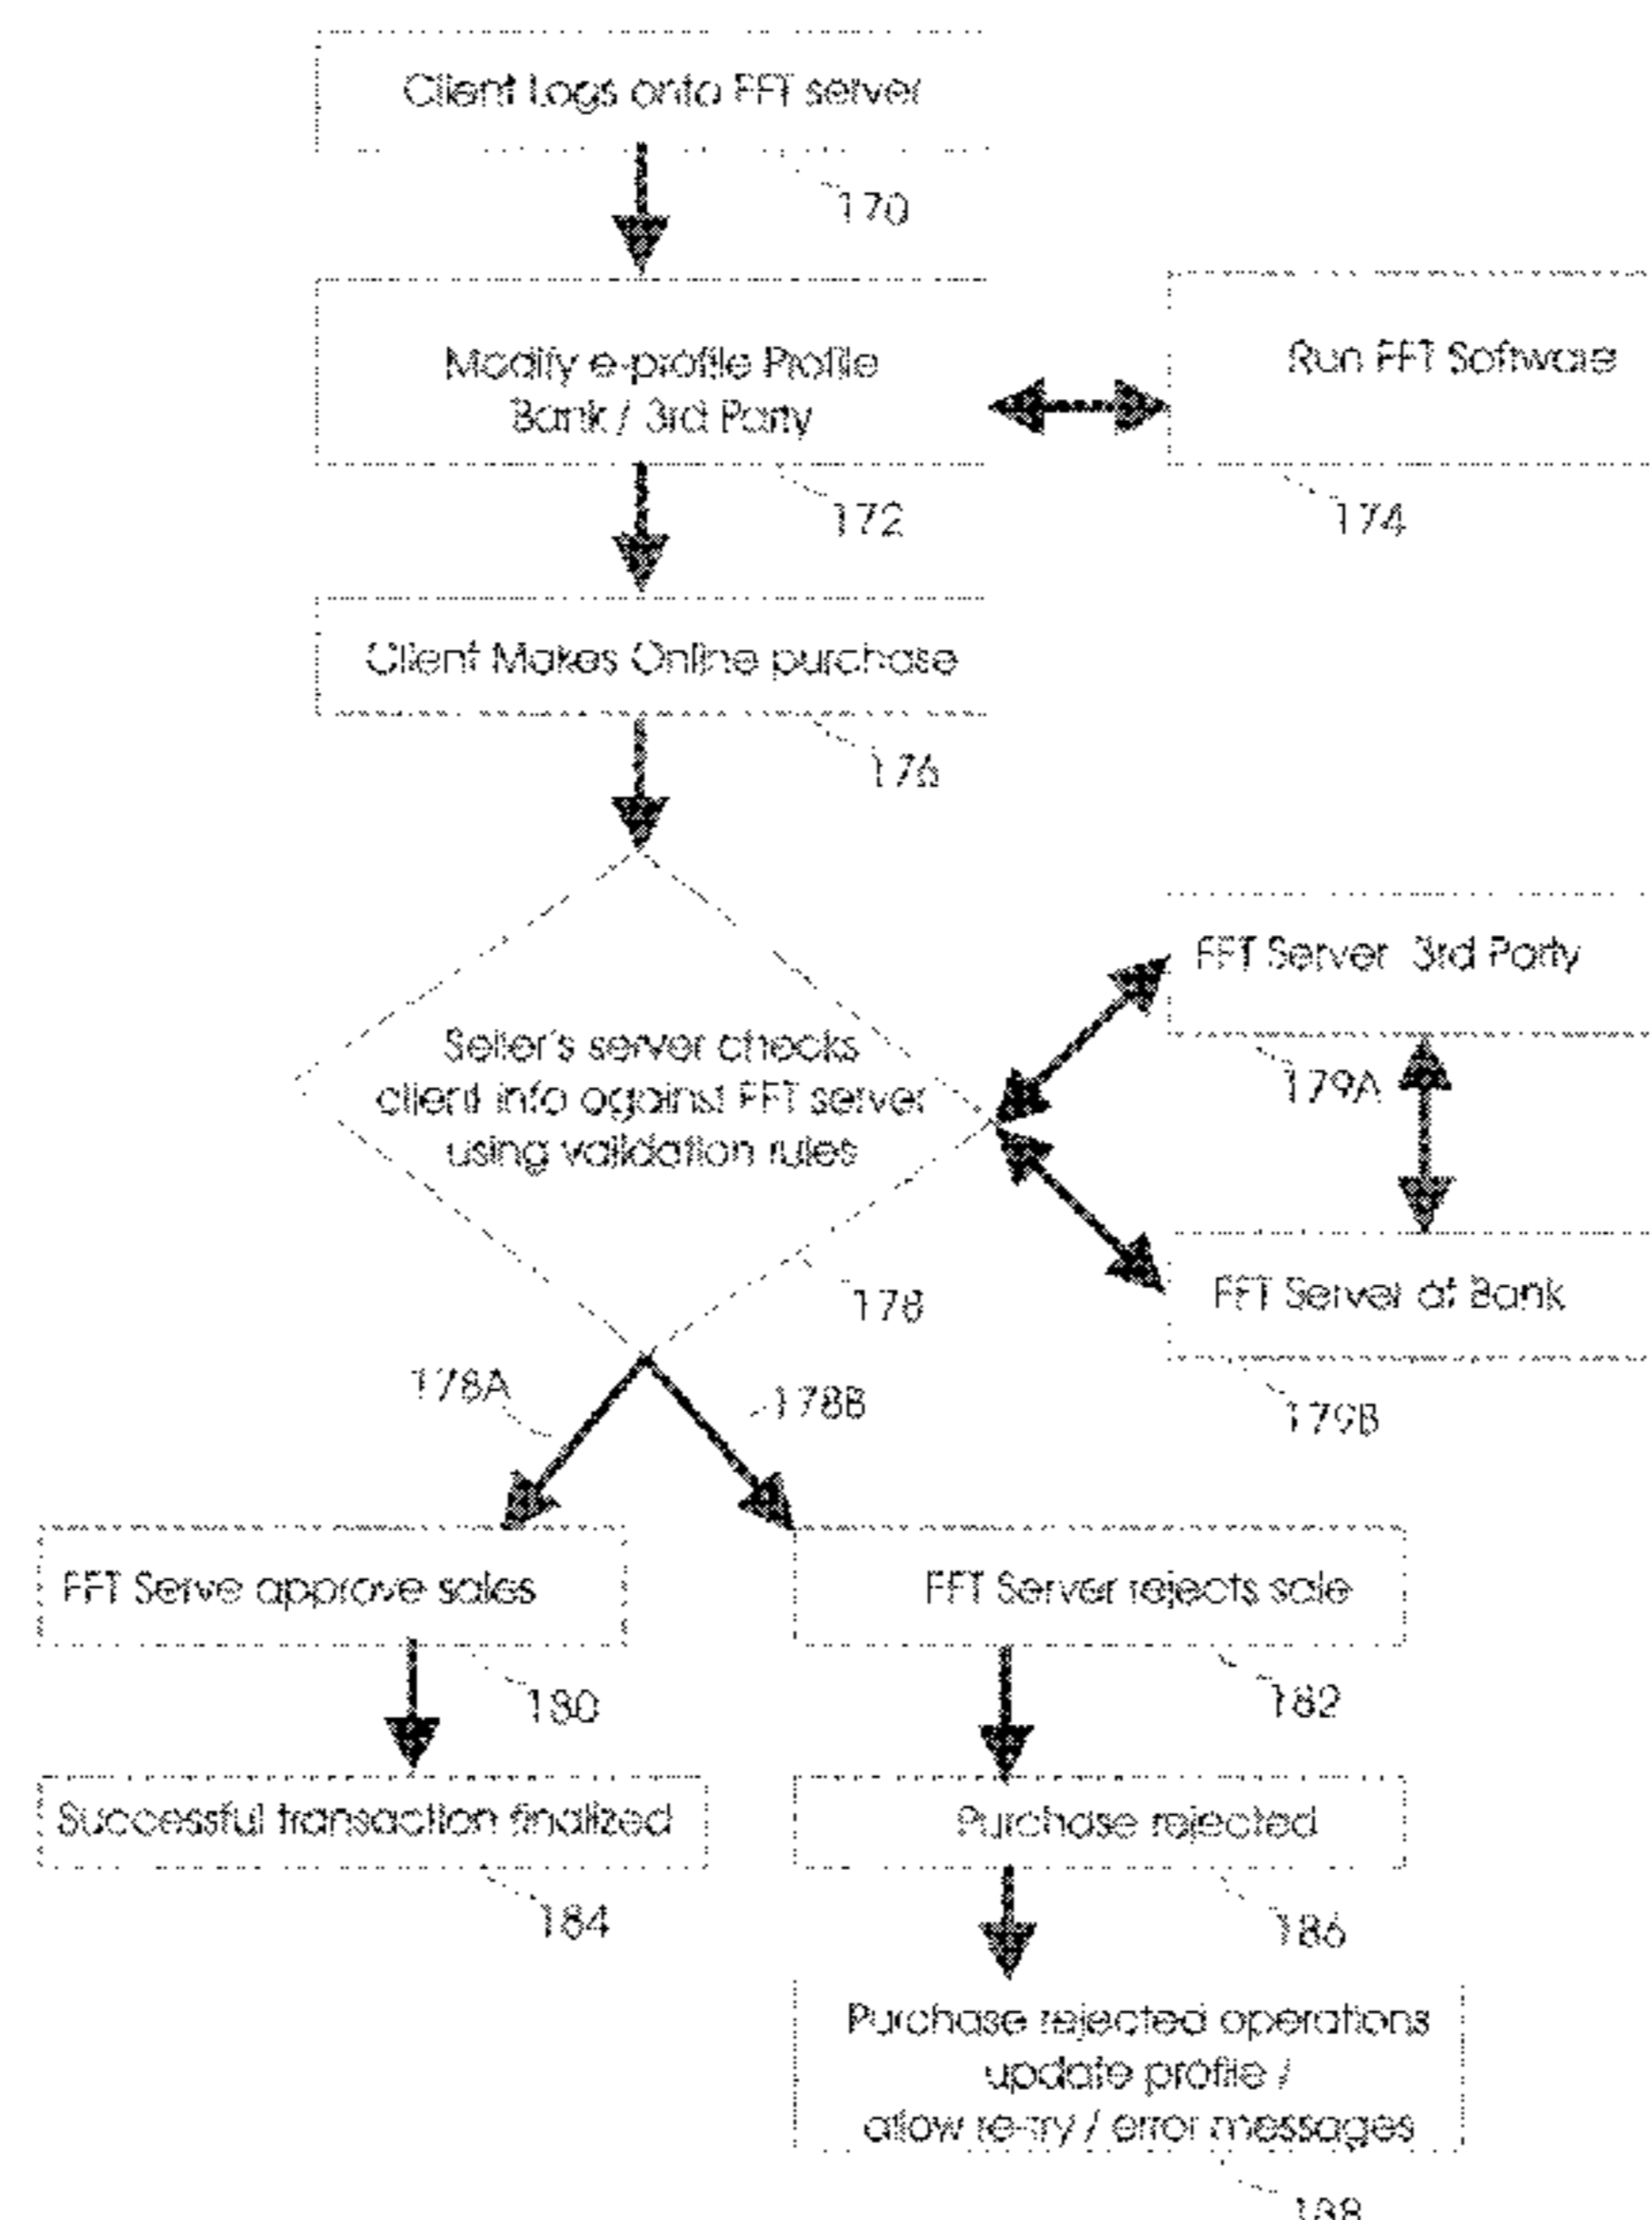 Client Logs onto FFT server
170
Modify e-profile Profile
Bank / 3rd Party
172
Run FFT Software
174
Client Makes Online purchase
176
Seller's server checks
client info against FFT server
using validation rules
178
FFT Server 3rd Party
179A
FFT Server at Bank
179B
178A
178B
FFT Serve approve sales
180
FFT Server rejects sale
182
Successful transaction finalized
184
Purchase rejected
186
Purchase rejected operations
update profile /
allow re-try / error messages
188